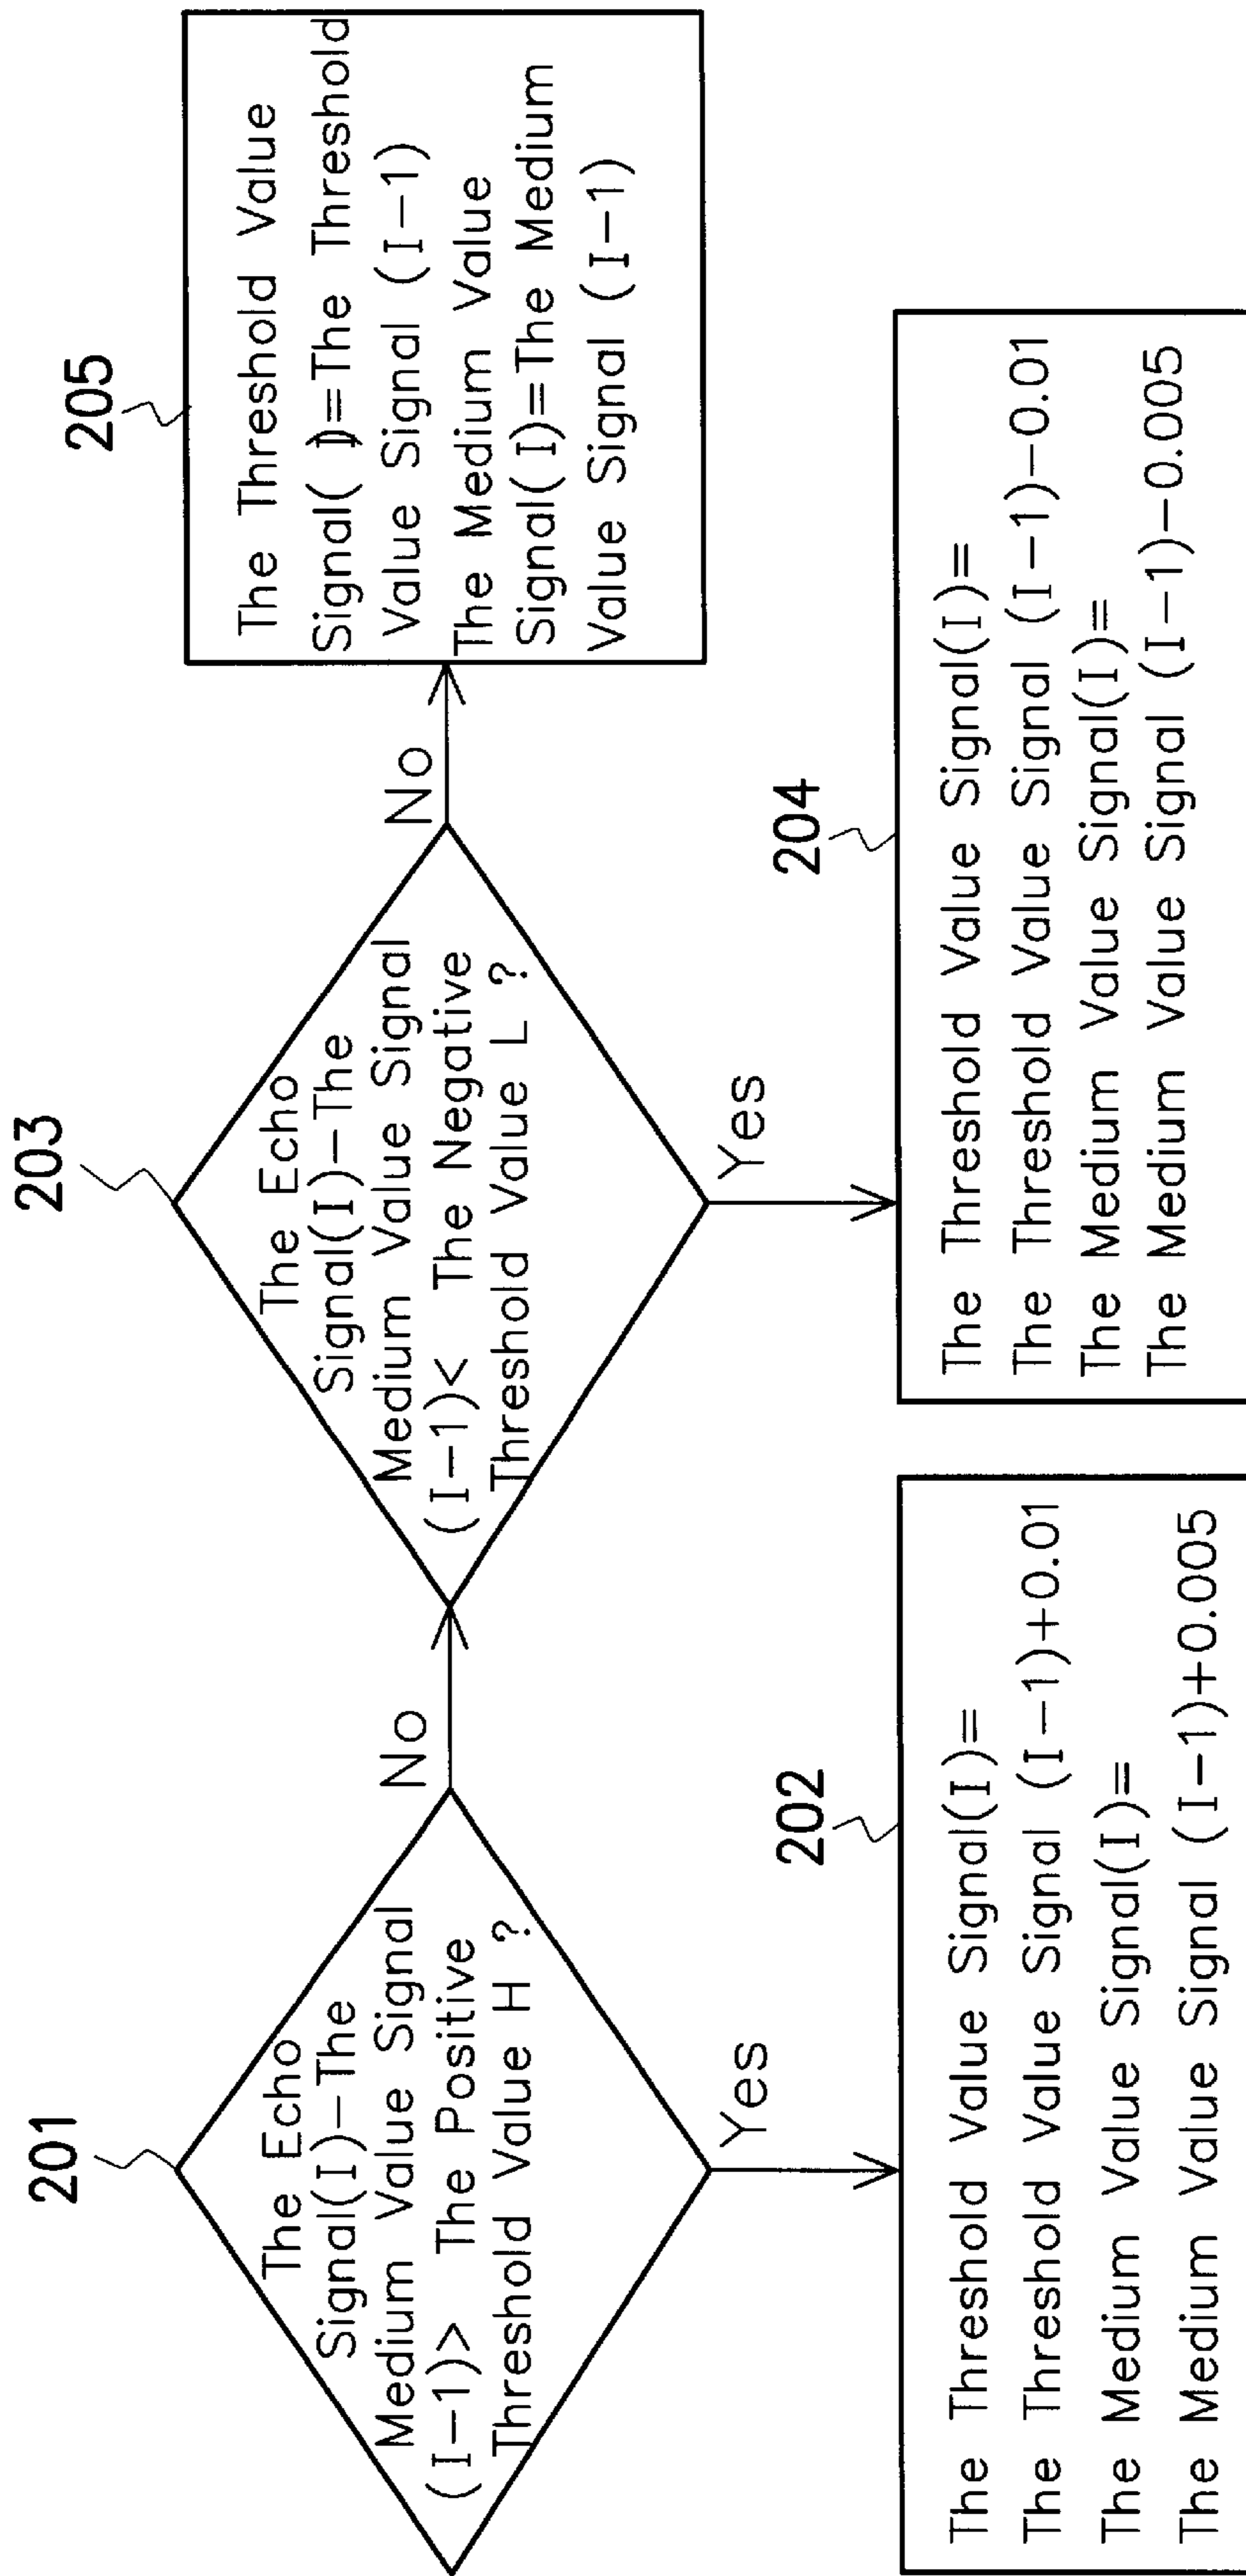 201
The Echo
Signal(I)-The
Medium Value Signal
(I-1)> The Positive
Threshold Value H ?
No
Yes
202
The Threshold Value Signal(I)=
The Threshold Value Signal (I-1)+0.01
The Medium Value Signal(I)=
The Medium Value Signal (I-1)+0.005
203
The Echo
Signal(I)-The
Medium Value Signal
(I-1)< The Negative
Threshold Value L ?
No
Yes
204
The Threshold Value Signal(I)=
The Threshold Value Signal (I-1)-0.01
The Medium Value Signal(I)=
The Medium Value Signal (I-1)-0.005
205
The Threshold Value
Signal( I)=The Threshold
Value Signal (I-1)
The Medium Value
Signal(I)=The Medium
Value Signal (I-1)